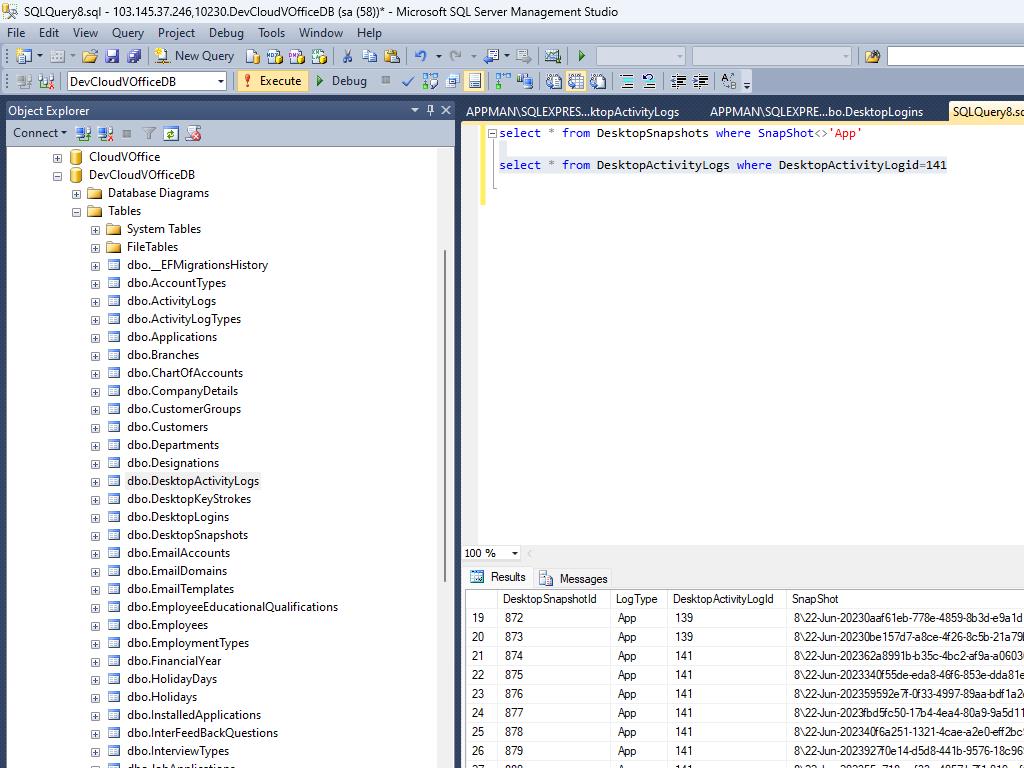 SQLQuery8.sql - 103.145.37.246,10230.DevCloudVOfficeDB (sa (58))* - Microsoft SQL Server Management Studio
File Edit View Query Project Debug Tools Window Help
New Query
DevCloudVOfficeDB Execute Debug
Object Explorer
Connect
CloudVOffice
DevCloudVOfficeDB
Database Diagrams
Tables
System Tables
FileTables
dbo.__EFMigrationsHistory
dbo.AccountTypes
dbo.ActivityLogs
dbo.ActivityLogTypes
dbo.Applications
dbo.Branches
dbo.ChartOfAccounts
dbo.CompanyDetails
dbo.CustomerGroups
dbo.Customers
dbo.Departments
dbo.Designations
dbo.DesktopActivityLogs
dbo.DesktopKeyStrokes
dbo.DesktopLogins
dbo.DesktopSnapshots
dbo.EmailAccounts
dbo.EmailDomains
dbo.EmailTemplates
dbo.EmployeeEducationalQualifications
dbo.Employees
dbo.EmploymentTypes
dbo.FinancialYear
dbo.HolidayDays
dbo.Holidays
dbo.InstalledApplications
dbo.InterFeedBackQuestions
dbo.InterviewTypes
APPMAN\SQLEXPRES...ktopActivityLogs APPMAN\SQLEXPRE...bo.DesktopLogins SQLQuery8.sq
select * from DesktopSnapshots where SnapShot<>'App'
select * from DesktopActivityLogs where DesktopActivityLogid=141
100 %
Results Messages
DesktopSnapshotId LogType DesktopActivityLogId SnapShot
19 872 App 139 8\22-Jun-20230aaf61eb-778e-4859-8b3d-e9a1d
20 873 App 139 8\22-Jun-20230be157d7-a8ce-4f26-8c5b-21a79
21 874 App 141 8\22-Jun-202362a8991b-b35c-4bc2-af9a-a0603
22 875 App 141 8\22-Jun-2023340f55de-eda8-46f6-853e-dda81e
23 876 App 141 8\22-Jun-202359592e7f-0f33-4997-89aa-bdf1a2
24 877 App 141 8\22-Jun-2023fbd5fc50-17b4-4ea4-80a9-9a5d11
25 878 App 141 8\22-Jun-202340f6a251-1321-4cae-a2e0-eff2bc
26 879 App 141 8\22-Jun-2023927f0e14-d5d8-441b-9576-18c96